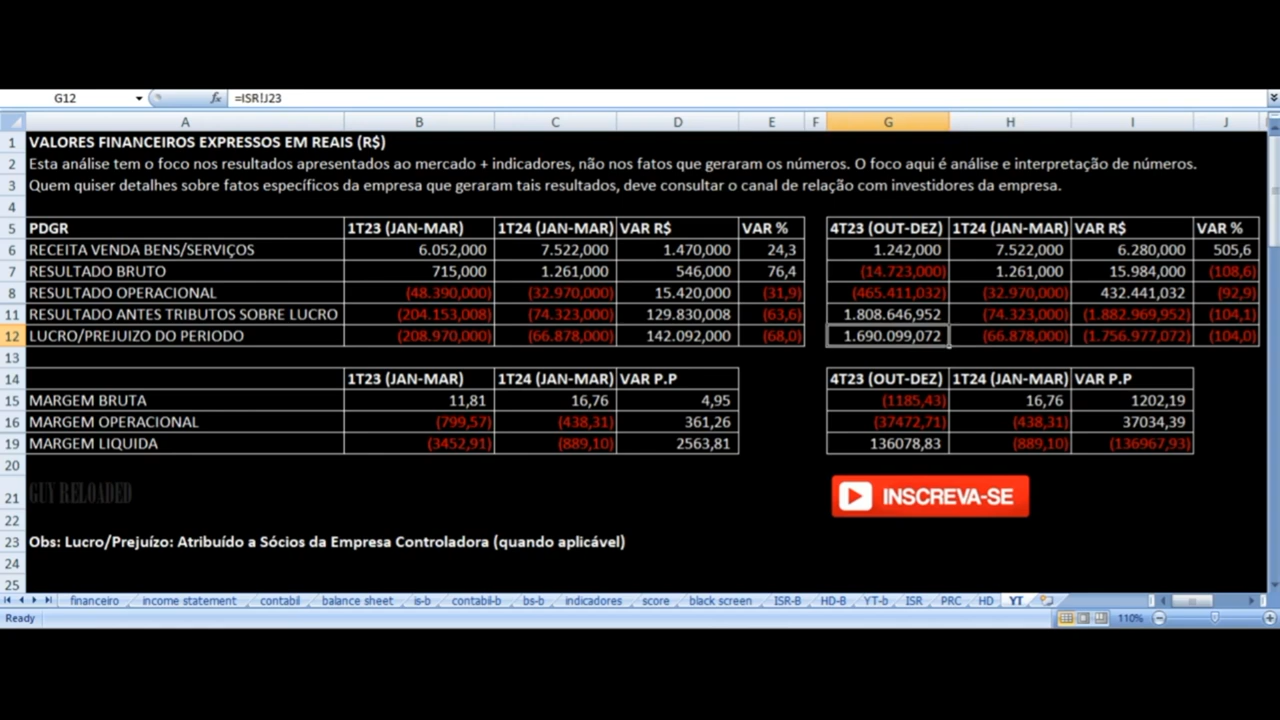 G12 fx =ISR!J23
A B C D E F G H I J
1 VALORES FINANCEIROS EXPRESSOS EM REAIS (R$)
2 Esta análise tem o foco nos resultados apresentados ao mercado + indicadores, não nos fatos que geraram os números. O foco aqui é análise e interpretação de números.
3 Quem quiser detalhes sobre fatos específicos da empresa que geraram tais resultados, deve consultar o canal de relação com investidores da empresa.
4
5 PDGR 1T23 (JAN-MAR) 1T24 (JAN-MAR) VAR R$ VAR % 4T23 (OUT-DEZ) 1T24 (JAN-MAR) VAR R$ VAR %
6 RECEITA VENDA BENS/SERVIÇOS 6.052,000 7.522,000 1.470,000 24,3 1.242,000 7.522,000 6.280,000 505,6
7 RESULTADO BRUTO 715,000 1.261,000 546,000 76,4 (14.723,000) 1.261,000 15.984,000 (108,6)
8 RESULTADO OPERACIONAL (48.390,000) (32.970,000) 15.420,000 (31,9) (465.411,032) (32.970,000) 432.441,032 (92,9)
11 RESULTADO ANTES TRIBUTOS SOBRE LUCRO (204.153,008) (74.323,000) 129.830,008 (63,6) 1.808.646,952 (74.323,000) (1.882.969,952) (104,1)
12 LUCRO/PREJUIZO DO PERIODO (208.970,000) (66.878,000) 142.092,000 (68,0) 1.690.099,072 (66.878,000) (1.756.977,072) (104,0)
13
14 1T23 (JAN-MAR) 1T24 (JAN-MAR) VAR P.P 4T23 (OUT-DEZ) 1T24 (JAN-MAR) VAR P.P
15 MARGEM BRUTA 11,81 16,76 4,95 (1185,43) 16,76 1202,19
16 MARGEM OPERACIONAL (799,57) (438,31) 361,26 (37472,71) (438,31) 37034,39
19 MARGEM LIQUIDA (3452,91) (889,10) 2563,81 136078,83 (889,10) (136967,93)
20
21 GUY RELOADED INSCREVA-SE
22
23 Obs: Lucro/Prejuízo: Atribuído a Sócios da Empresa Controladora (quando aplicável)
24
25
financeiro income statement contabil balance sheet is-b contabil-b bs-b indicadores score black screen ISR-B HD-B YT-b ISR PRC HD YT
Ready 110%